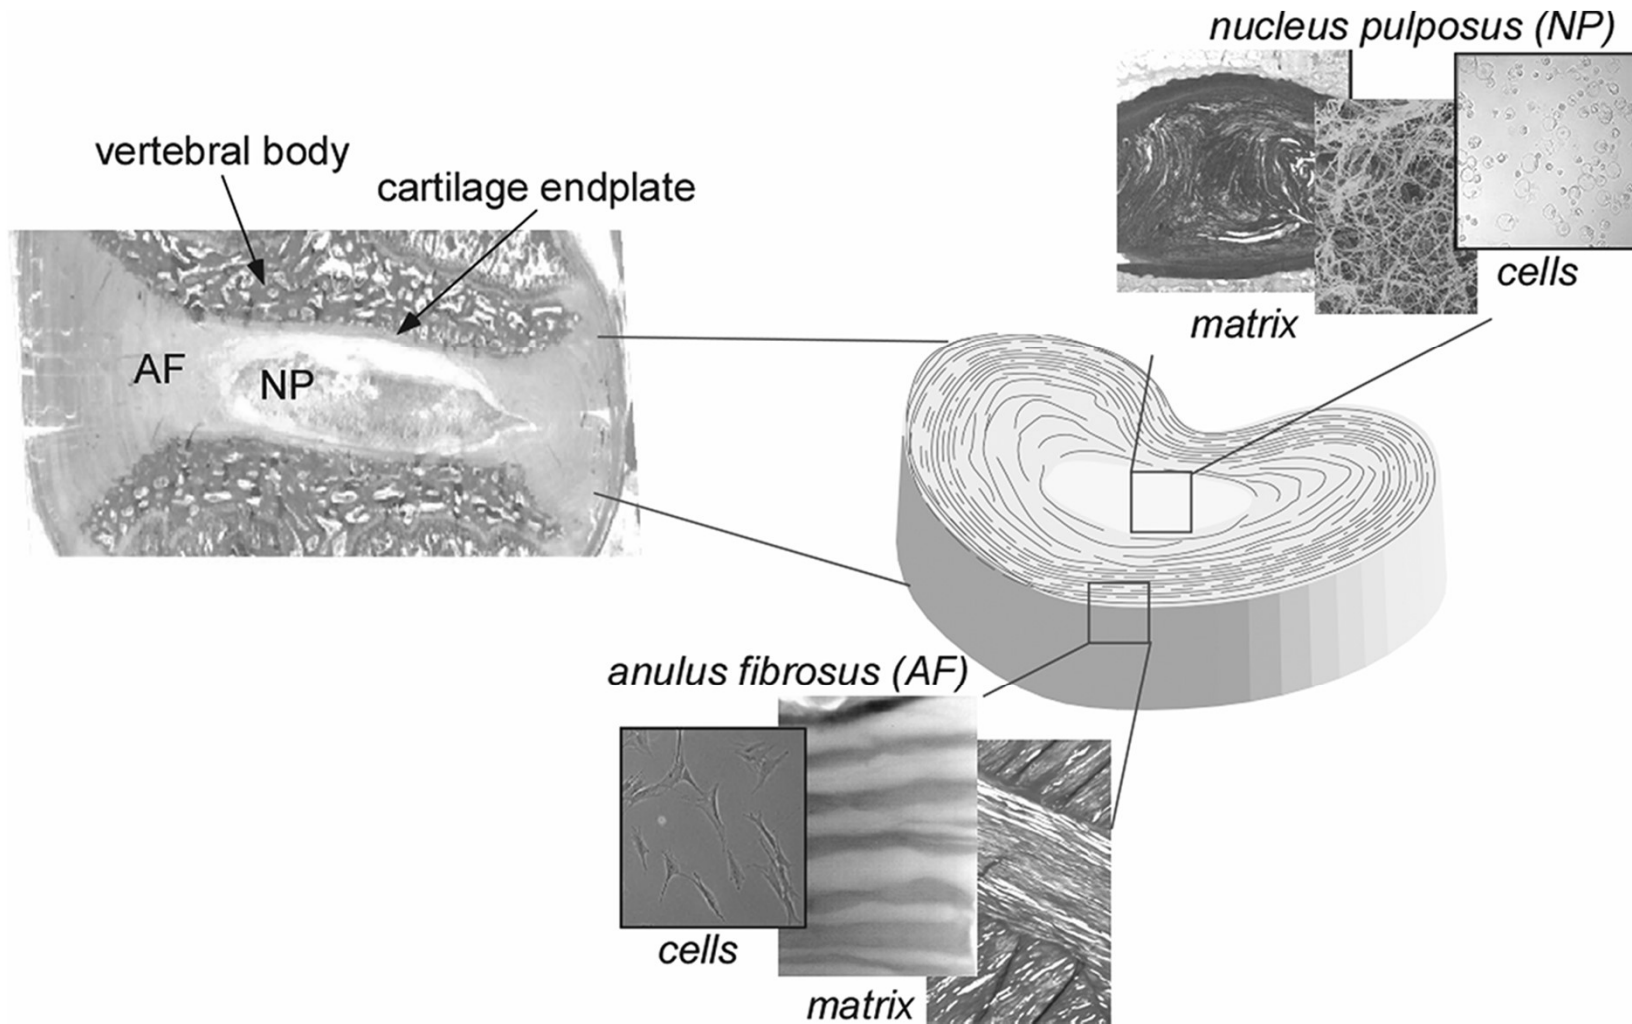 nucleus pulposus (NP)
vertebral body
cartilage endplate
cells
matrix
AF
NP
anulus fibrosus (AF)
cells
matrix